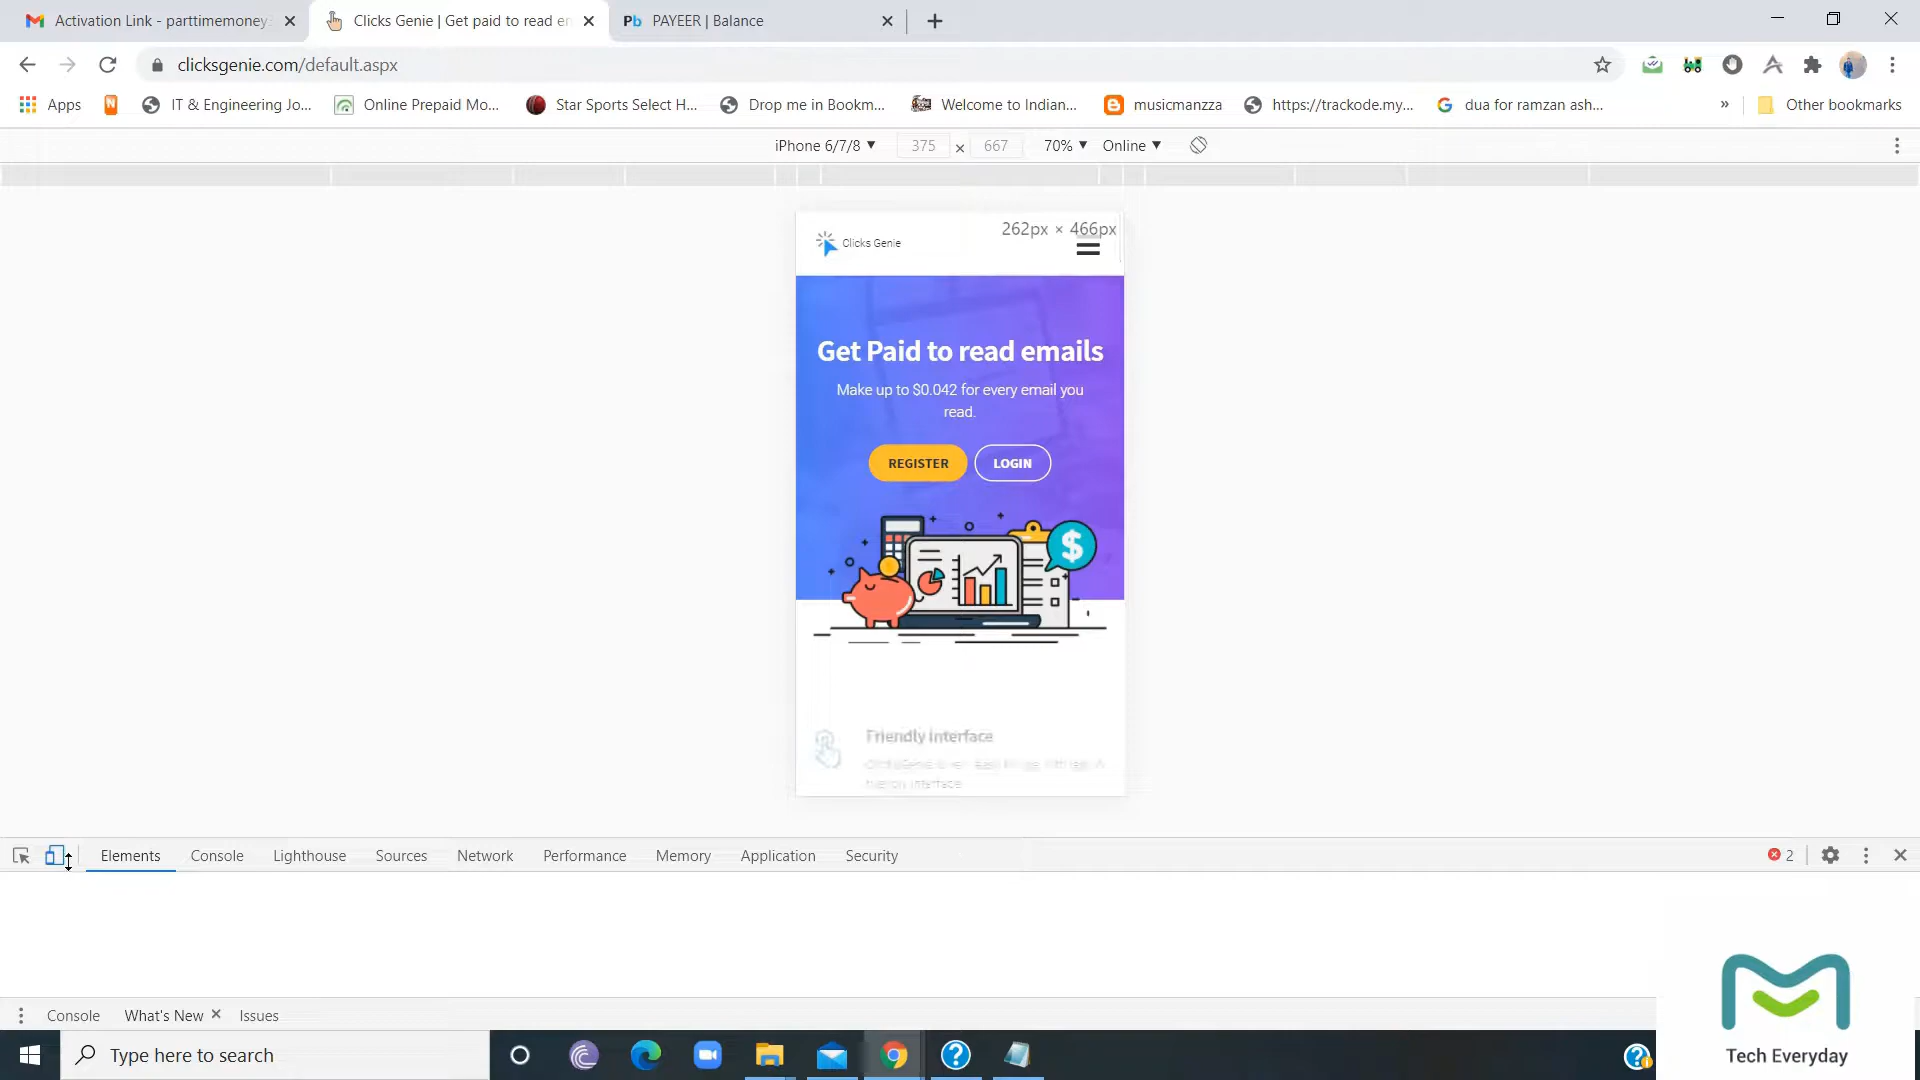 Activation Link - parttimemoney
Clicks Genie | Get paid to read en
Pb PAYEER | Balance
clicksgenie.com/default.aspx
Apps
IT & Engineering Jo...
Online Prepaid Mo...
Star Sports Select H...
Drop me in Bookm...
Welcome to Indian...
musicmanzza
https://trackode.my...
dua for ramzan ash...
»
Other bookmarks
iPhone 6/7/8 ▼ 375 × 667 70% ▼ Online ▼
262px × 466px
Clicks Genie
Get Paid to read emails
Make up to $0.042 for every email you
read.
REGISTER
LOGIN
$
Friendly Interface
Elements Console Lighthouse Sources Network Performance Memory Application Security
2
Console What's New Issues
Type here to search
Tech Everyday